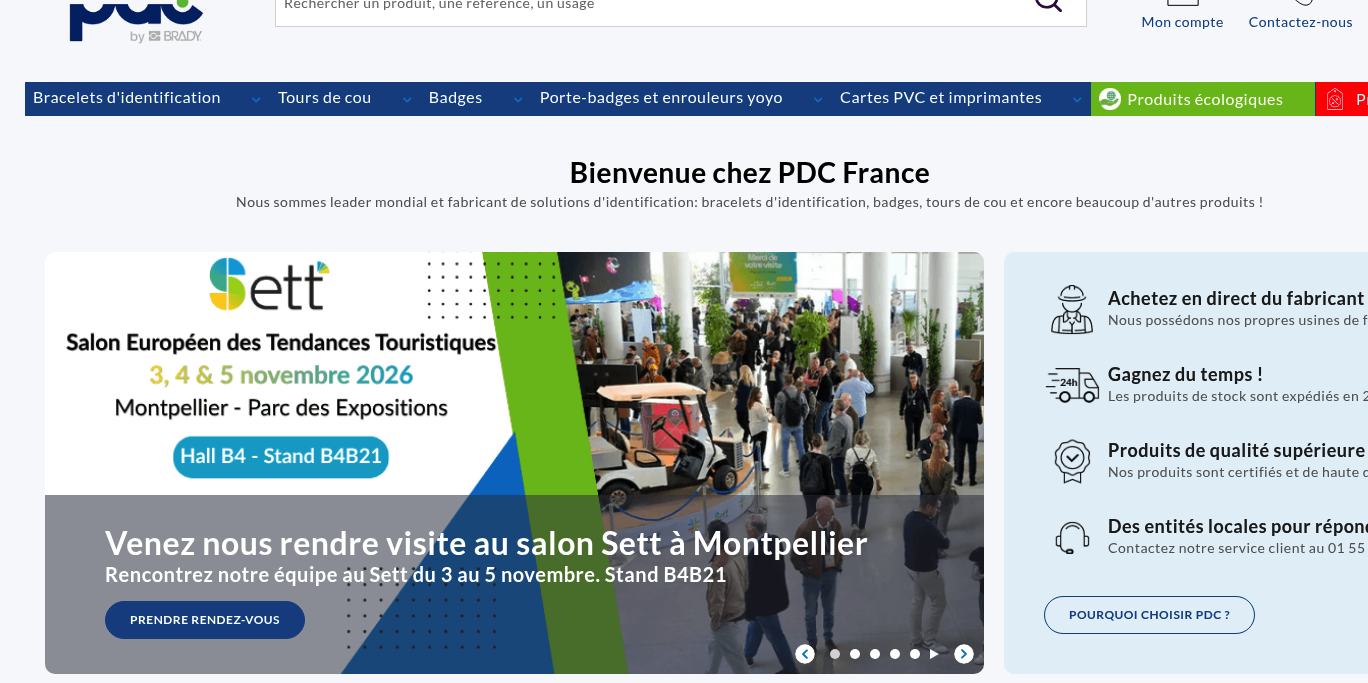 pdc
by BRADY
Rechercher un produit, une référence, un usage
Mon compte
Contactez-nous
Bracelets d'identification
Tours de cou
Badges
Porte-badges et enrouleurs yoyo
Cartes PVC et imprimantes
Produits écologiques
Bienvenue chez PDC France
Nous sommes leader mondial et fabricant de solutions d'identification: bracelets d'identification, badges, tours de cou et encore beaucoup d'autres produits !
Sett
Salon Européen des Tendances Touristiques
3, 4 & 5 novembre 2026
Montpellier - Parc des Expositions
Hall B4 - Stand B4B21
Merci de
votre visite
Venez nous rendre visite au salon Sett à Montpellier
Rencontrez notre équipe au Sett du 3 au 5 novembre. Stand B4B21
PRENDRE RENDEZ-VOUS
Achetez en direct du fabricant
Nous possédons nos propres usines de f
24h
Gagnez du temps !
Les produits de stock sont expédiés en 2
Produits de qualité supérieure
Nos produits sont certifiés et de haute
Des entités locales pour répon
Contactez notre service client au 01 55
POURQUOI CHOISIR PDC ?